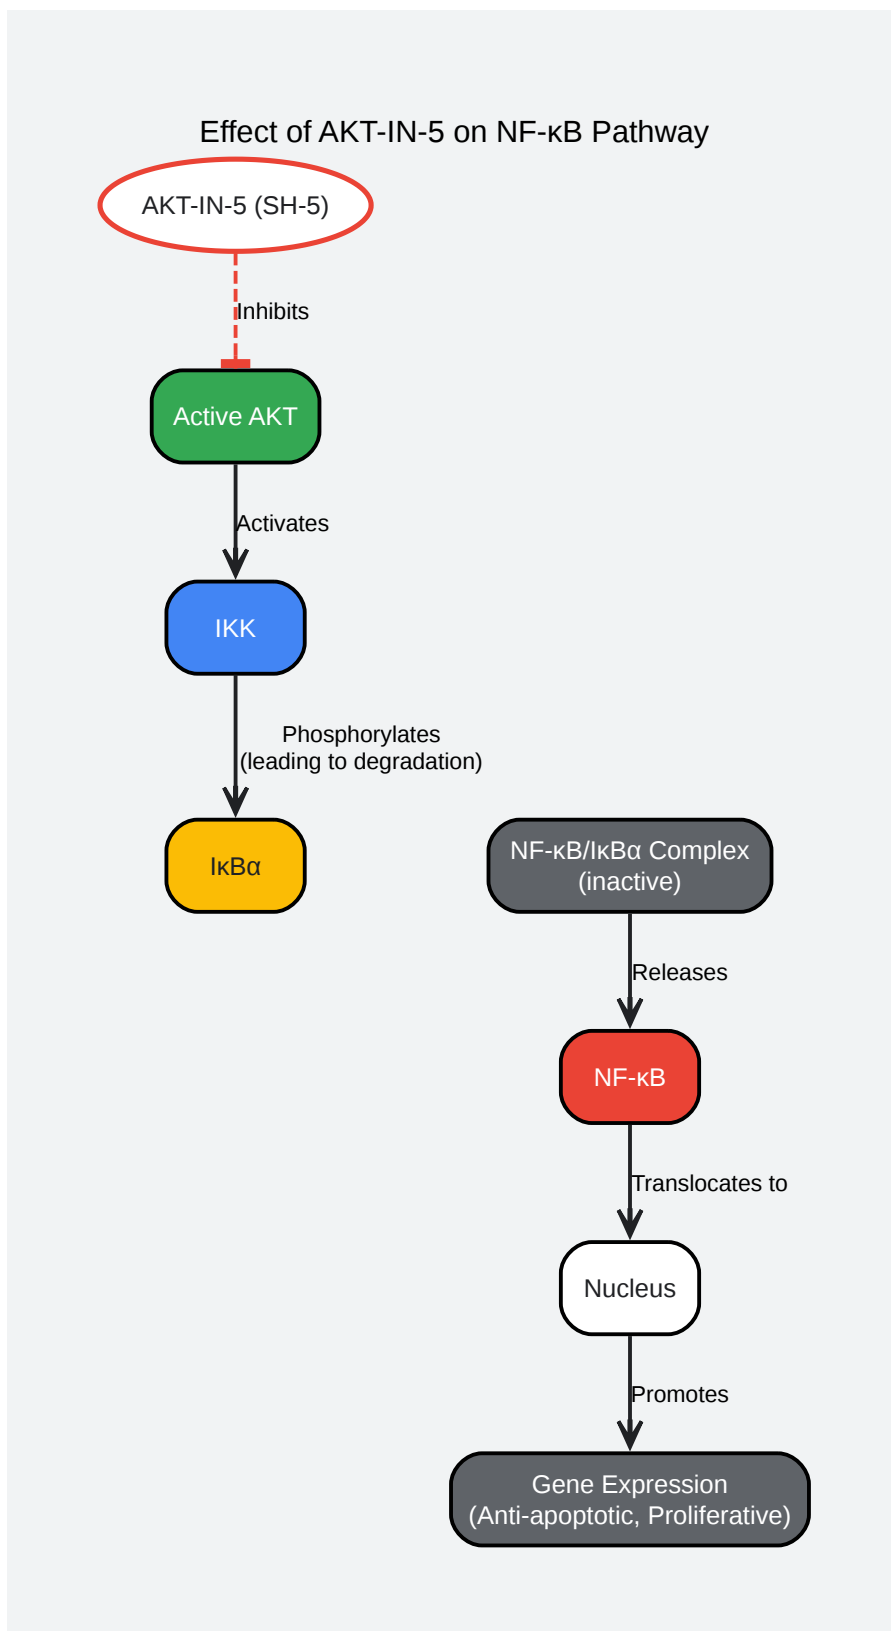 Effect of AKT-IN-5 on NF-κB Pathway
AKT-IN-5 (SH-5)
Inhibits
Active AKT
Activates
IKK
Phosphorylates
(leading to degradation)
IκBα
NF-κB/IκBα Complex
(inactive)
Releases
NF-κB
Translocates to
Nucleus
Promotes
Gene Expression
(Anti-apoptotic, Proliferative)